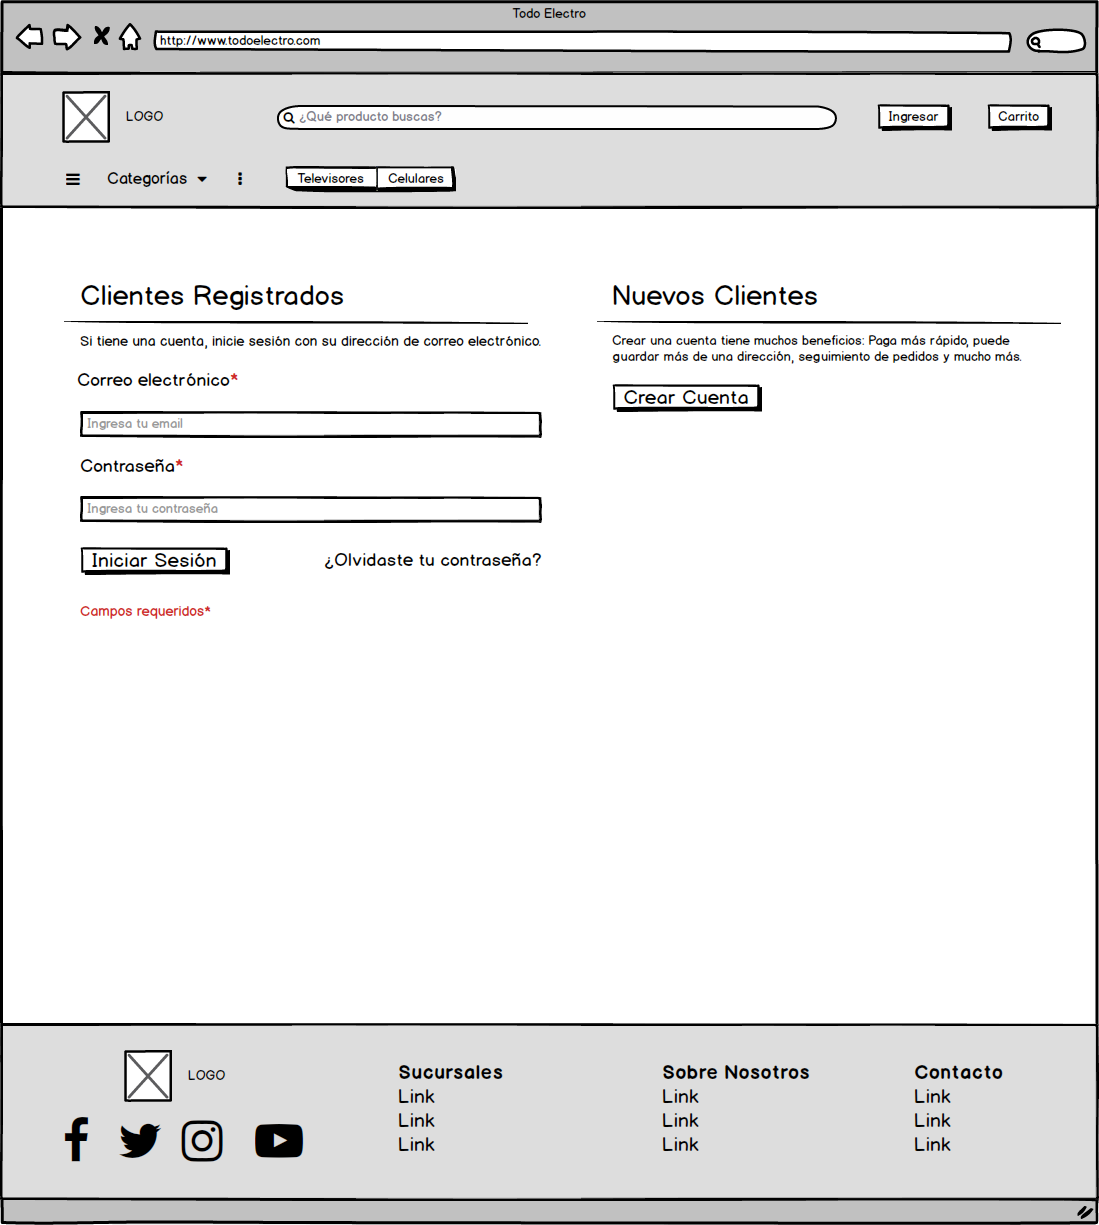 Todo Electro
http://www.todoelectro.com
LOGO
¿Qué producto buscas?
Ingresar
Carrito
Categorías
Televisores
Celulares
Clientes Registrados
Si tiene una cuenta, inicie sesión con su dirección de correo electrónico.
Correo electrónico*
Ingresa tu email
Contraseña*
Ingresa tu contraseña
Iniciar Sesión
¿Olvidaste tu contraseña?
Campos requeridos*
Nuevos Clientes
Crear una cuenta tiene muchos beneficios: Paga más rápido, puede
guardar más de una dirección, seguimiento de pedidos y mucho más.
Crear Cuenta
LOGO
Sucursales
Link
Link
Link
Sobre Nosotros
Link
Link
Link
Contacto
Link
Link
Link